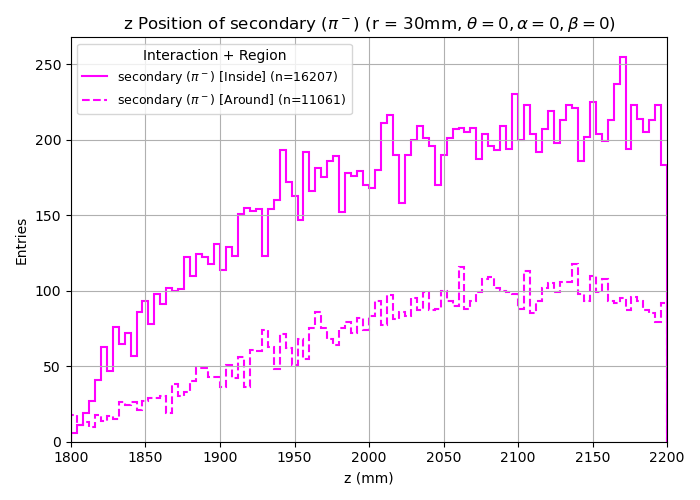 z Position of secondary (π⁻) (r = 30mm, θ = 0, α = 0, β = 0)
Interaction + Region
secondary (π⁻) [Inside] (n=16207)
secondary (π⁻) [Around] (n=11061)
Entries
250
200
150
100
50
0
1800 1850 1900 1950 2000 2050 2100 2150 2200
z (mm)